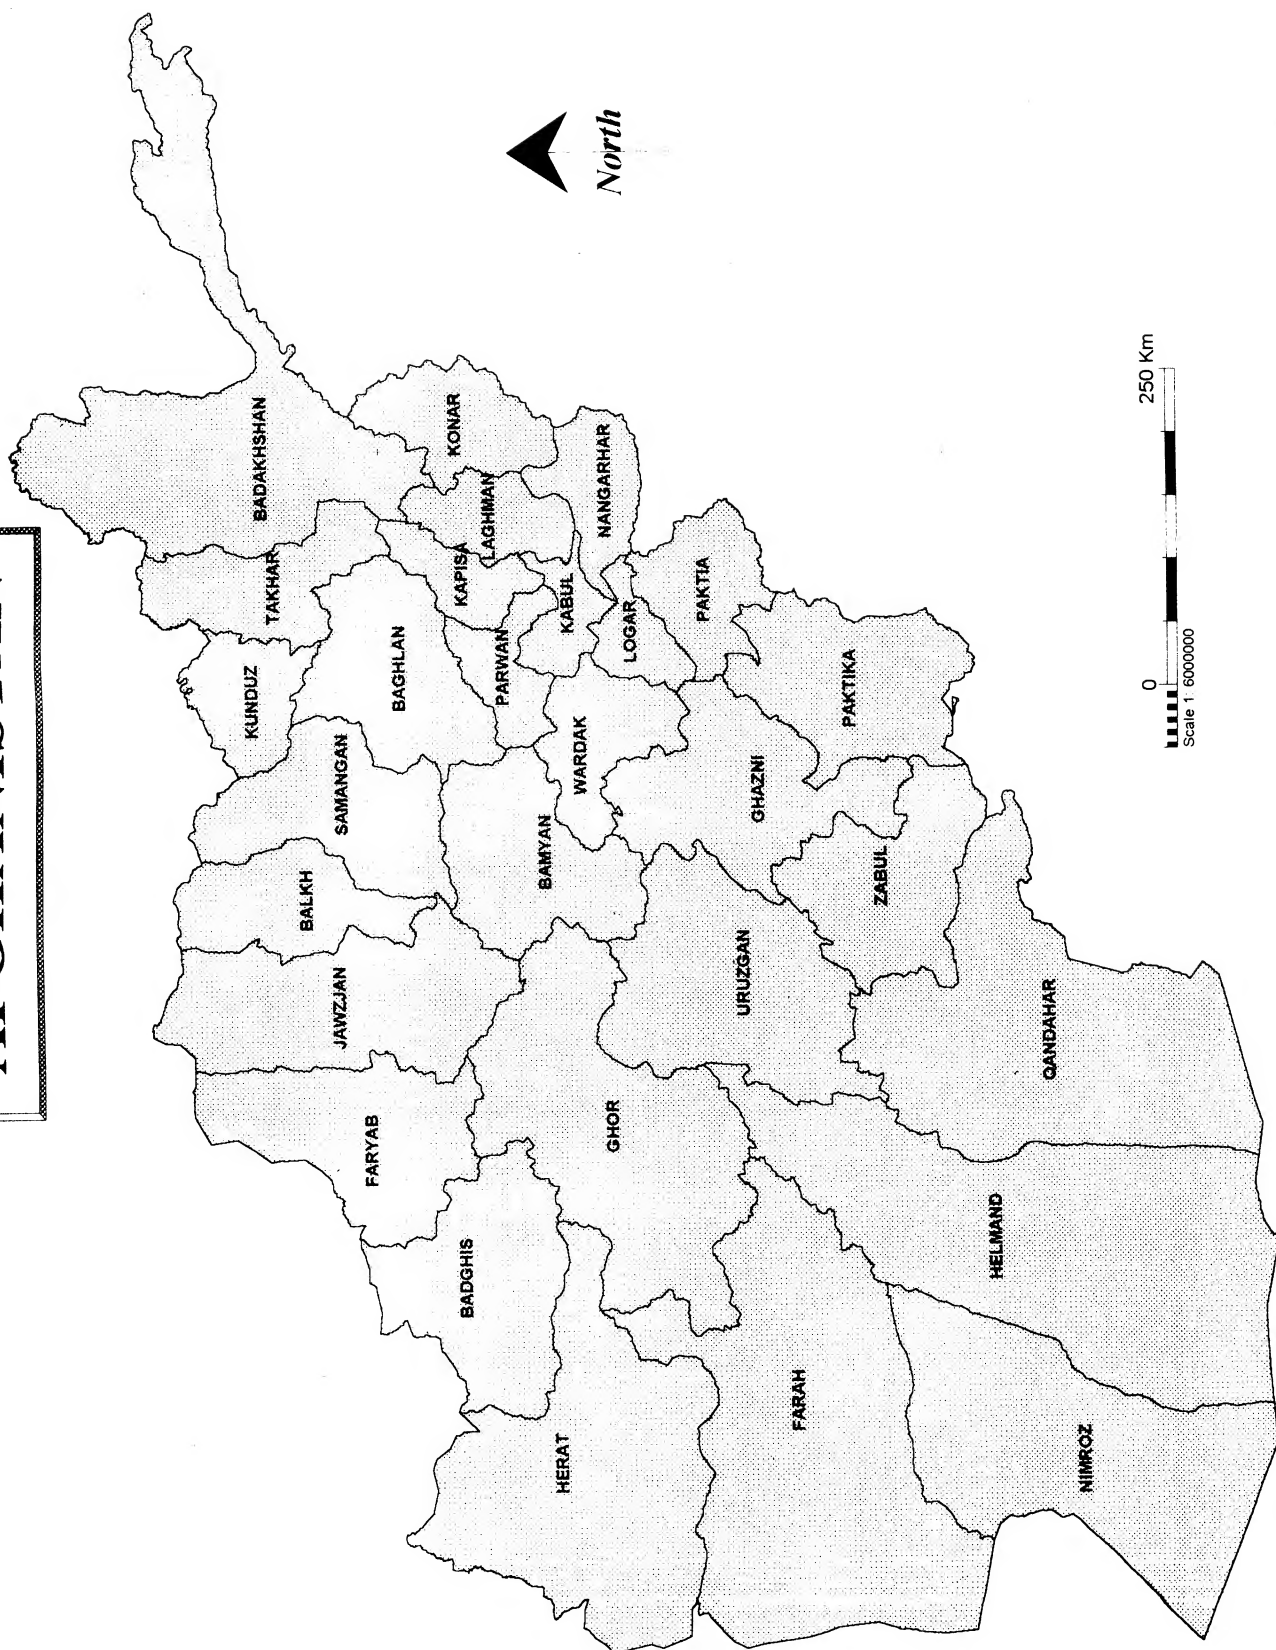 AFGHANISTAN
KUNDUZ
BADAKHSHAN
TAKHAR
BALKH
JAWZJAN
SAMANGAN
FARYAB
BAGHLAN
KONAR
KAPISA
BADGHIS
LAGHMAN
PARWAN
BAMYAN
HERAT
KABUL
WARDAK
NANGARHAR
North
GHOR
LOGAR
PAKTIA
URUZGAN
GHAZNI
FARAH
PAKTIKA
ZABUL
HELMAND
QANDAHAR
NIMROZ
0 250 Km
Scale 1: 6000000